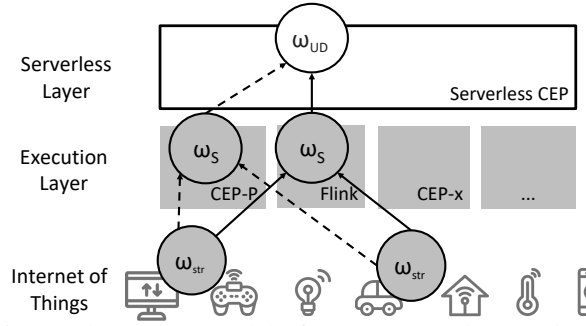 ω_UD
Serverless
Layer
Serverless CEP
Execution
Layer
ω_S
ω_S
CEP-P
Flink
CEP-x
...
Internet of
Things
ω_str
ω_str